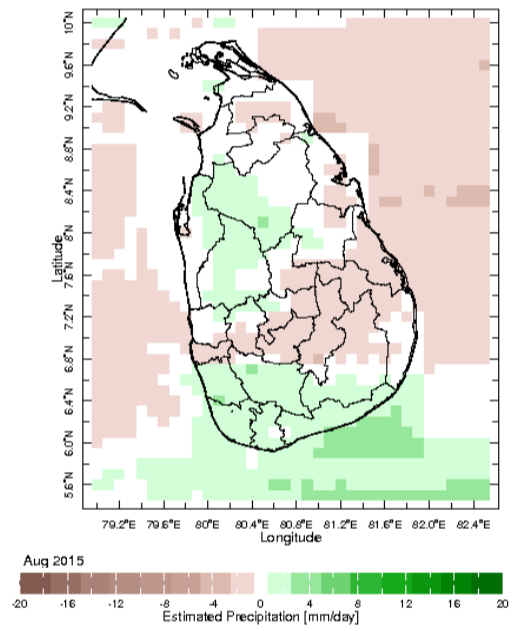 10°N
9.6°N
9.2°N
8.8°N
8.4°N
8°N
7.6°N
7.2°N
6.8°N
6.4°N
6.0°N
5.6°N
Latitude
79.2°E 79.6°E 80°E 80.4°E 80.8°E 81.2°E 81.6°E 82.0°E 82.4°E
Longitude
Aug 2015
-20 -16 -12 -8 -4 0 4 8 12 16 20
Estimated Precipitation [mm/day]